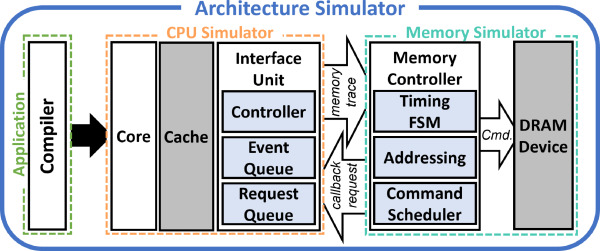 Architecture Simulator
Application
Compiler
CPU Simulator
Core
Cache
Interface
Unit
Controller
Event
Queue
Request
Queue
memory
trace
callback
request
Memory Simulator
Memory
Controller
Timing
FSM
Addressing
Command
Scheduler
Cmd.
DRAM
Device